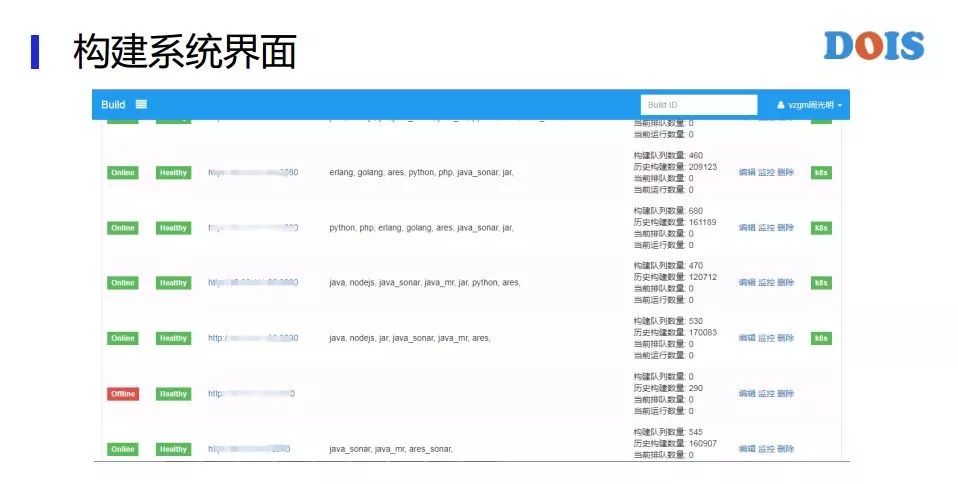 构建系统界面
DOIS
Build
Build ID
vzgm周光明
当前排队数量: 0
当前运行数量: 0
Online
Healthy
erlang, golang, ares, python, php, java_sonar, jar,
构建队列数量: 460
历史构建数量: 209123
当前排队数量: 0
当前运行数量: 0
编辑 监控 删除
k8s
Online
Healthy
python, php, erlang, golang, ares, java_sonar, jar,
构建队列数量: 680
历史构建数量: 161189
当前排队数量: 0
当前运行数量: 0
编辑 监控 删除
k8s
Online
Healthy
java, nodejs, java_sonar, java_mr, jar, python, ares,
构建队列数量: 470
历史构建数量: 120712
当前排队数量: 0
当前运行数量: 0
编辑 监控 删除
k8s
Online
Healthy
http:/
java, nodejs, jar, java_sonar, java_mr, ares,
构建队列数量: 530
历史构建数量: 170083
当前排队数量: 0
当前运行数量: 0
编辑 监控 删除
k8s
Offline
Healthy
http:
构建队列数量: 0
历史构建数量: 290
当前排队数量: 0
当前运行数量: 0
编辑 监控 删除
Online
Healthy
java_sonar, java_mr, ares_sonar,
构建队列数量: 545
历史构建数量: 160907
当前排队数量: 0
当前运行数量: 0
编辑 监控 删除